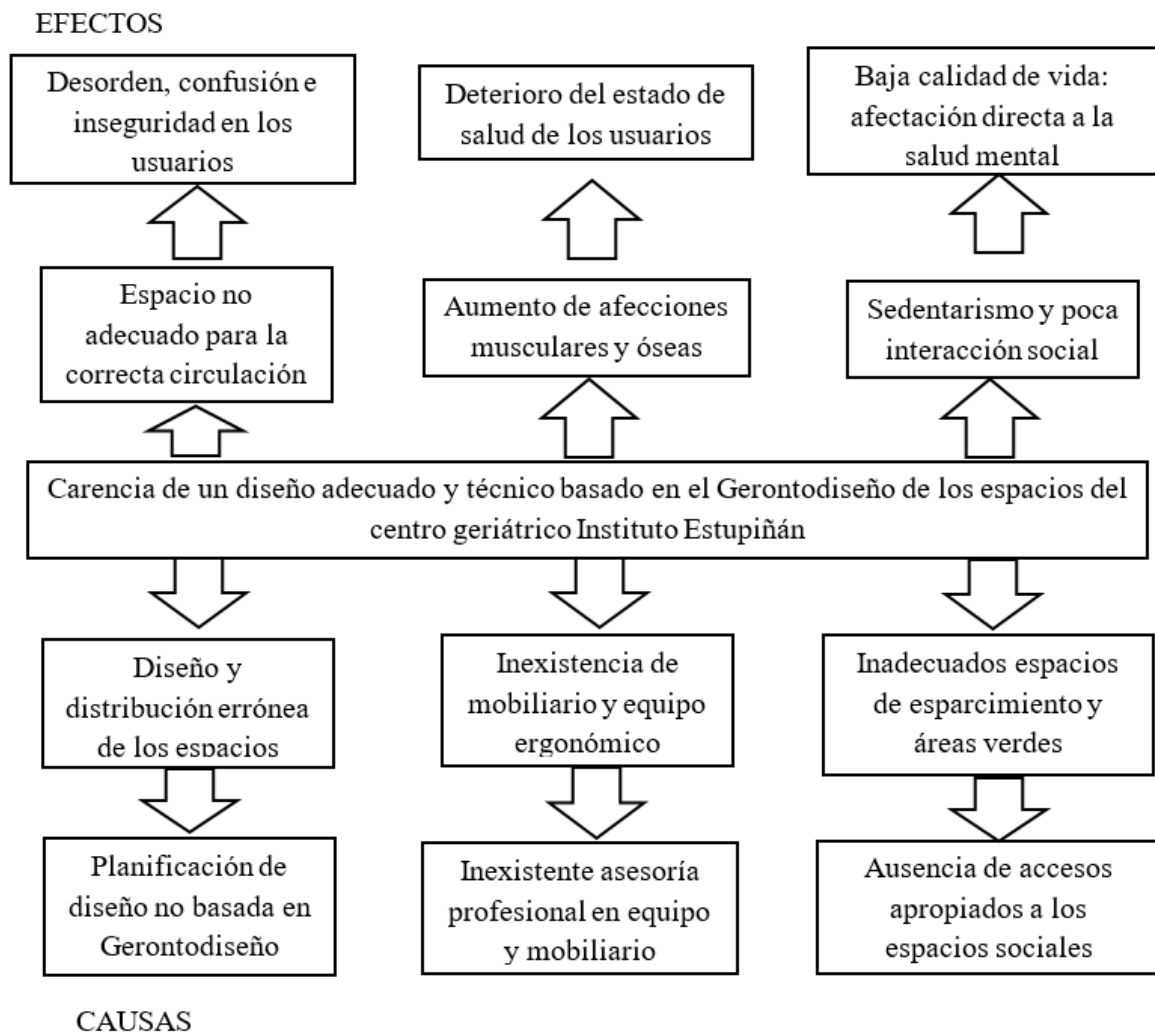 EFECTOS
Desorden, confusión e
inseguridad en los
usuarios
Deterioro del estado de
salud de los usuarios
Baja calidad de vida:
afectación directa a la
salud mental
Espacio no
adecuado para la
correcta circulación
Aumento de afecciones
musculares y óseas
Sedentarismo y poca
interacción social
Carencia de un diseño adecuado y técnico basado en el Gerontodiseño de los espacios del
centro geriátrico Instituto Estupiñán
Diseño y
distribución errónea
de los espacios
Inexistencia de
mobiliario y equipo
ergonómico
Inadecuados espacios
de esparcimiento y
áreas verdes
Planificación de
diseño no basada en
Gerontodiseño
Inexistente asesoría
profesional en equipo
y mobiliario
Ausencia de accesos
apropiados a los
espacios sociales
CAUSAS